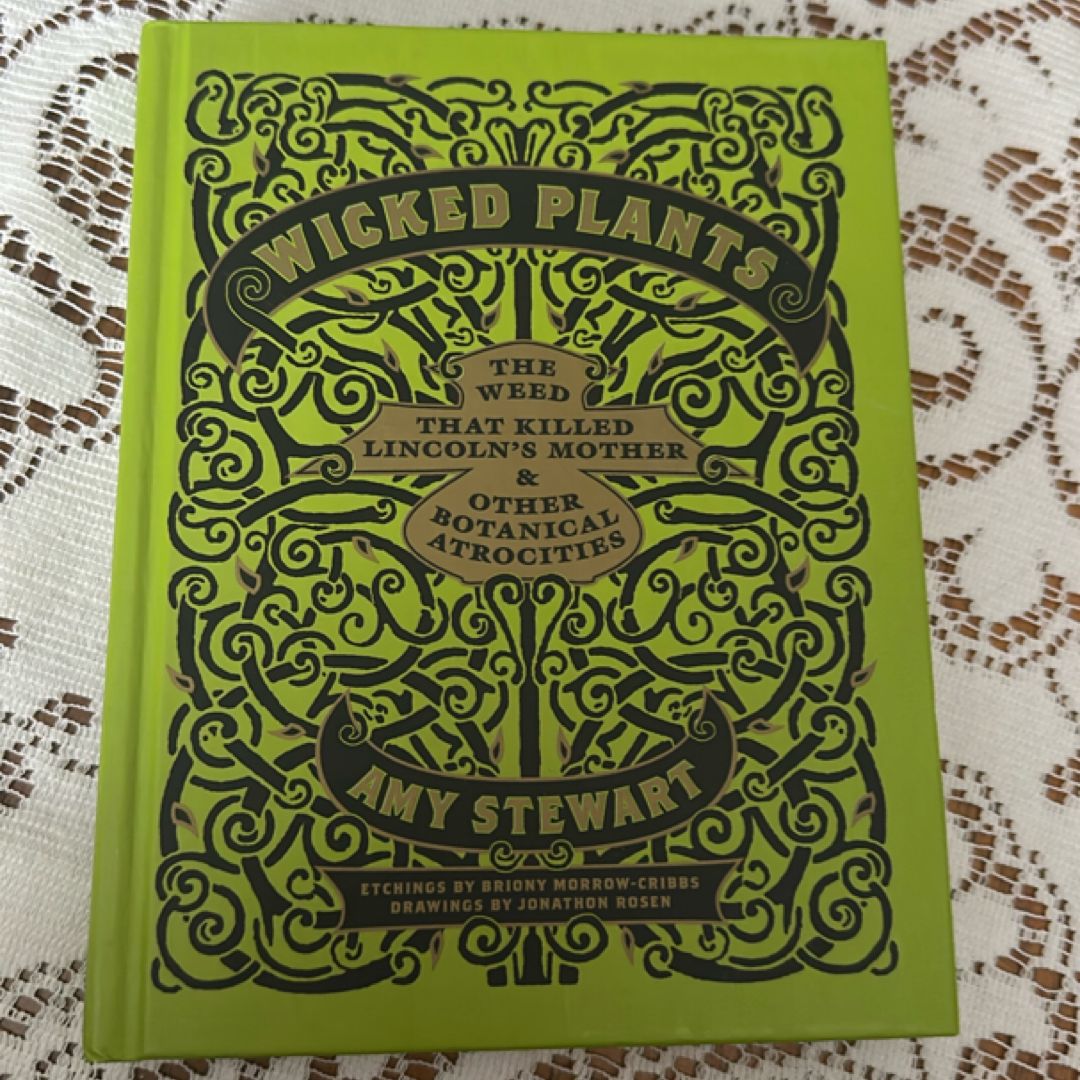 WICKED PLANTS
THE
WEED
THAT KILLED
LINCOLN'S MOTHER
&
OTHER
BOTANICAL
ATROCITIES
AMY STEWART
ETCHINGS BY BRIONY MORROW-CRIBBS
DRAWINGS BY JONATHON ROSEN